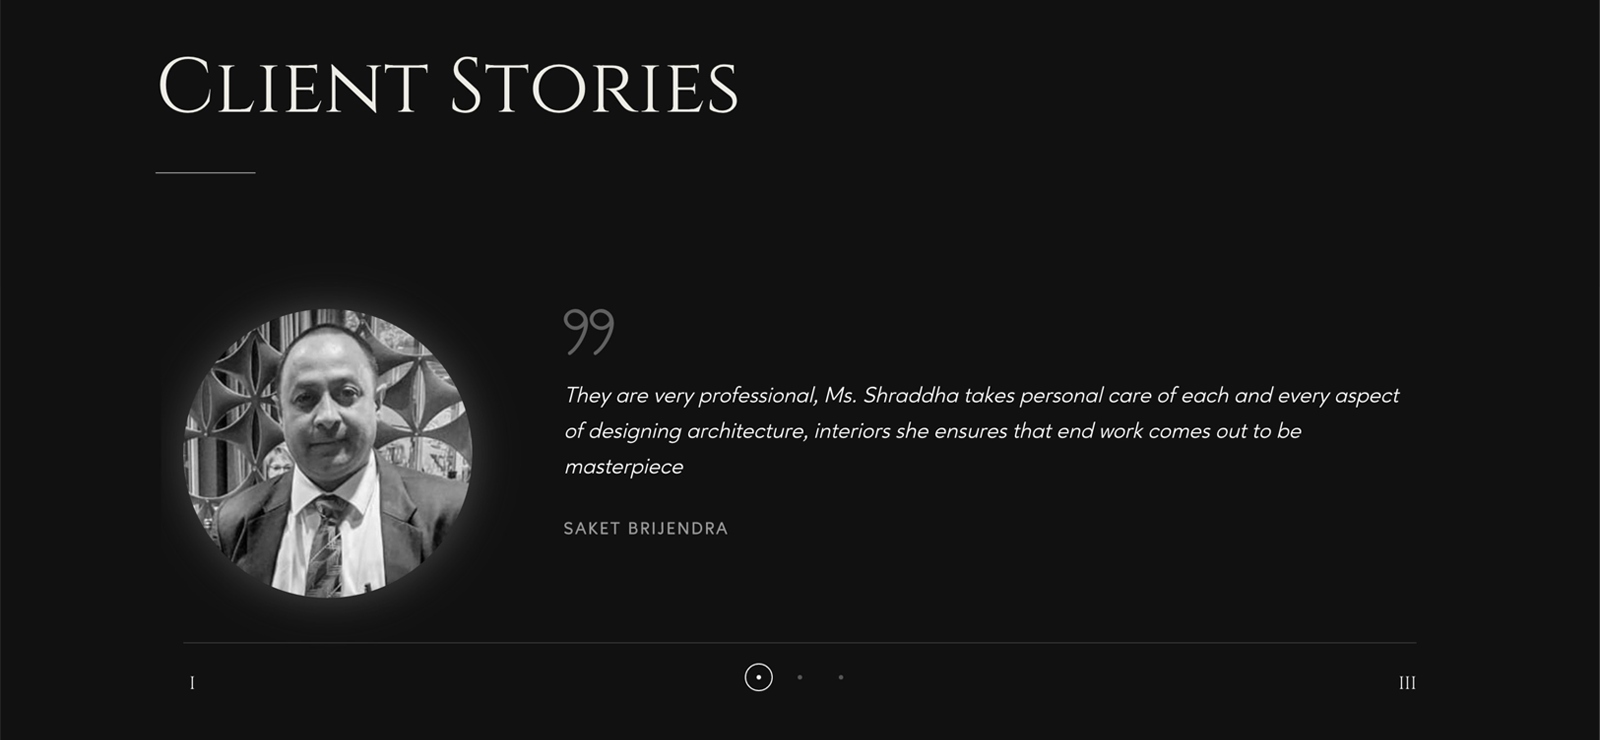 Client Stories
99
They are very professional, Ms. Shraddha takes personal care of each and every aspect
of designing architecture, interiors she ensures that end work comes out to be
masterpiece
SAKET BRIJENDRA
I
III